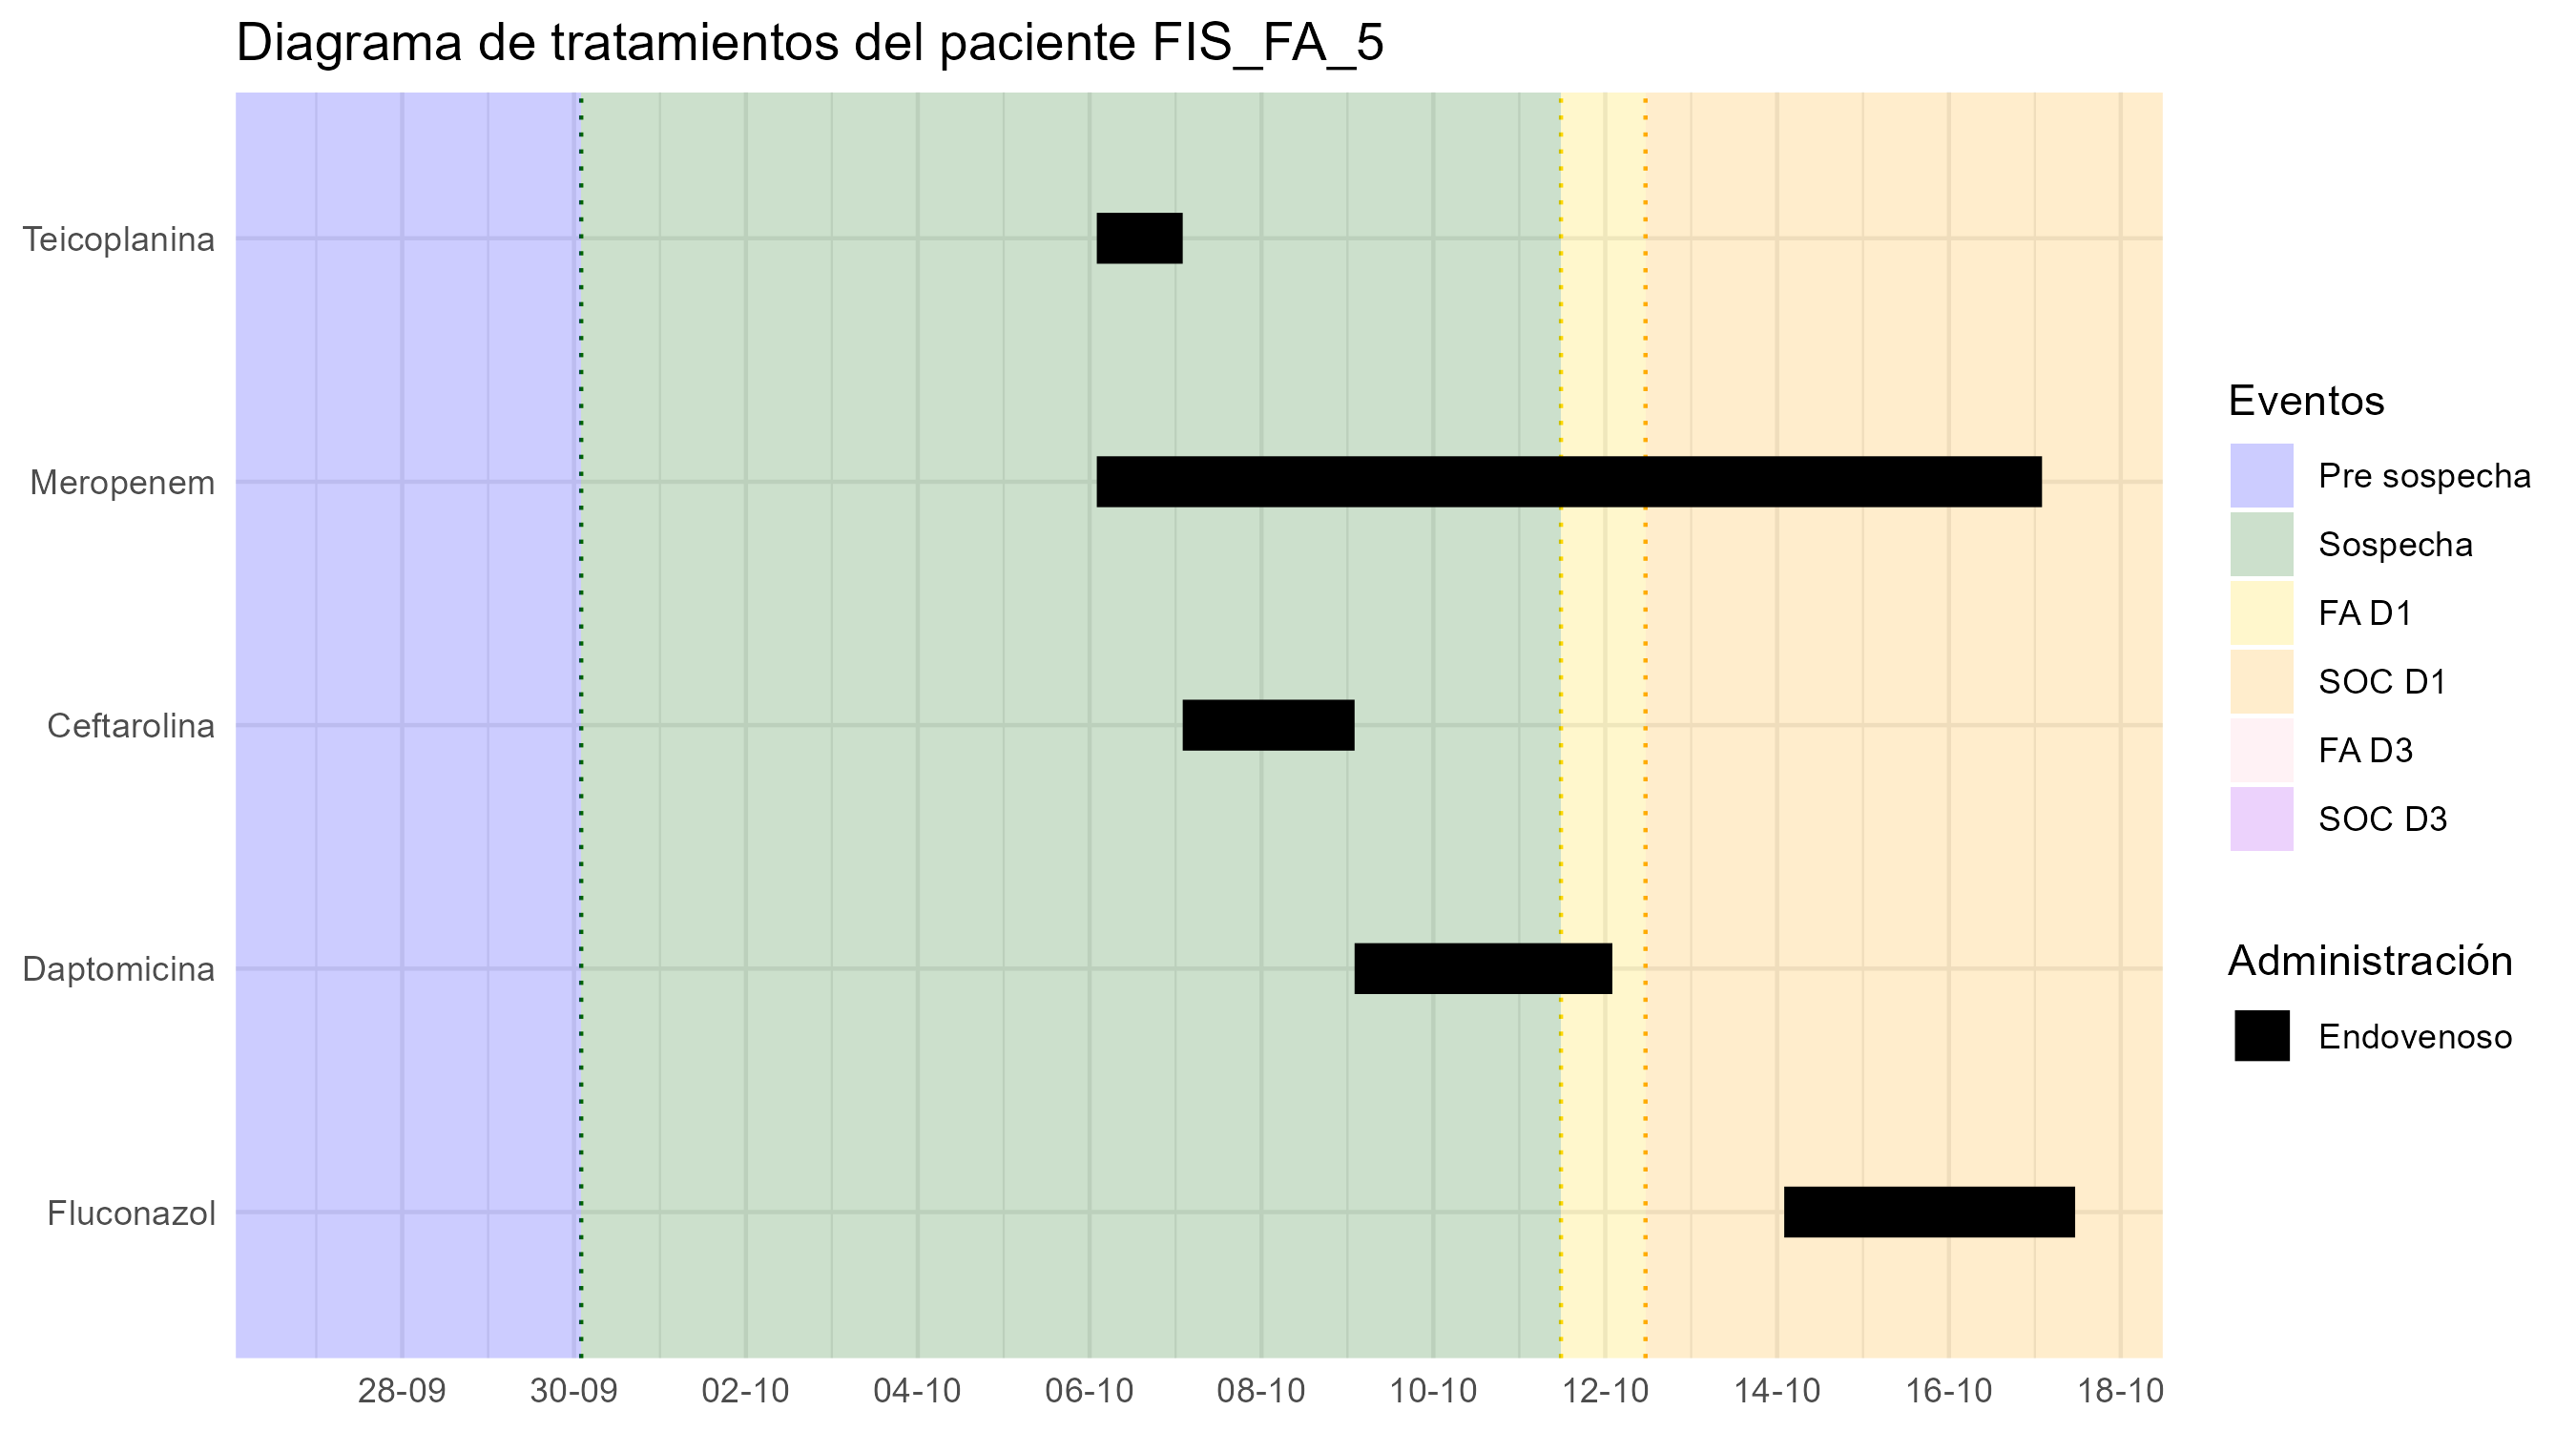 Diagrama de tratamientos del paciente FIS_FA_5
Teicoplanina
Meropenem
Ceftarolina
Daptomicina
Fluconazol
28-09 30-09 02-10 04-10 06-10 08-10 10-10 12-10 14-10 16-10 18-10
Eventos
Pre sospecha
Sospecha
FA D1
SOC D1
FA D3
SOC D3
Administración
Endovenoso